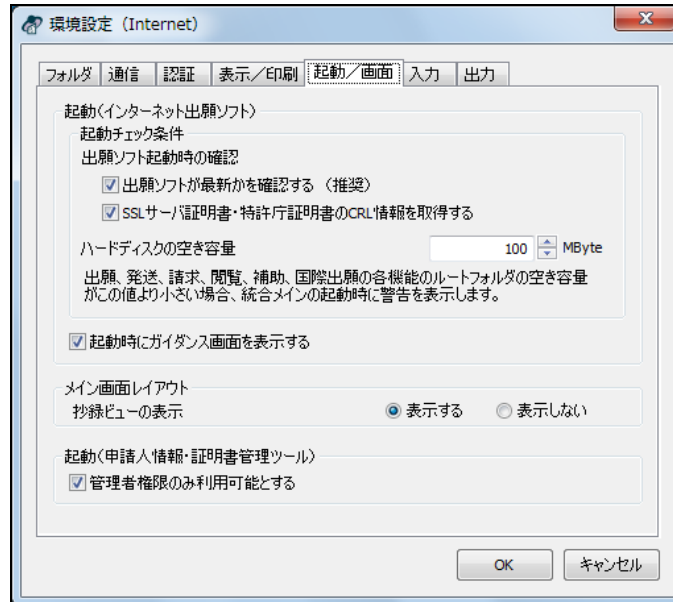 環境設定 (Internet)
フォルダ 通信 認証 表示／印刷 起動／画面 入力 出力
起動(インターネット出願ソフト)
起動チェック条件
出願ソフト起動時の確認
出願ソフトが最新かを確認する (推奨)
SSLサーバ証明書・特許庁証明書のCRL情報を取得する
ハードディスクの空き容量 100 MByte
出願、発送、請求、閲覧、補助、国際出願の各機能のルートフォルダの空き容量
がこの値より小さい場合、統合メインの起動時に警告を表示します。
起動時にガイダンス画面を表示する
メイン画面レイアウト
抄録ビューの表示 表示する 表示しない
起動(申請人情報・証明書管理ツール)
管理者権限のみ利用可能とする
OK キャンセル